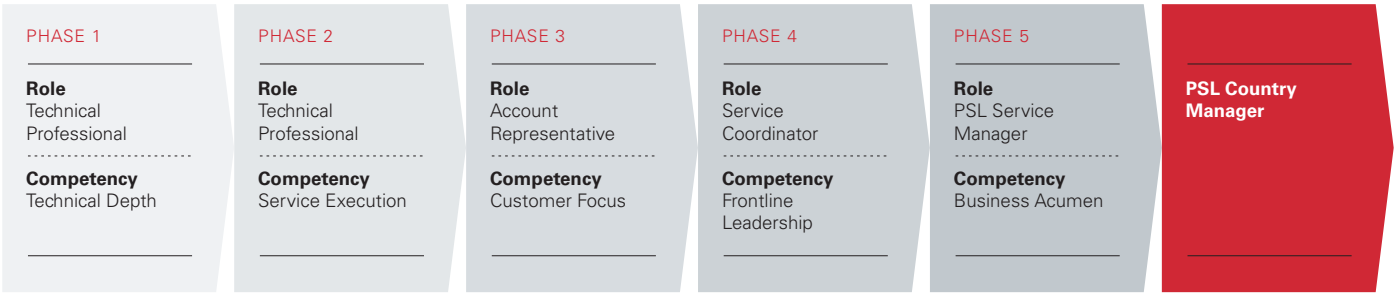 PHASE 1
Role
Technical
Professional
Competency
Technical Depth
PHASE 2
Role
Technical
Professional
Competency
Service Execution
PHASE 3
Role
Account
Representative
Competency
Customer Focus
PHASE 4
Role
Service
Coordinator
Competency
Frontline
Leadership
PHASE 5
Role
PSL Service
Manager
Competency
Business Acumen
PSL Country
Manager